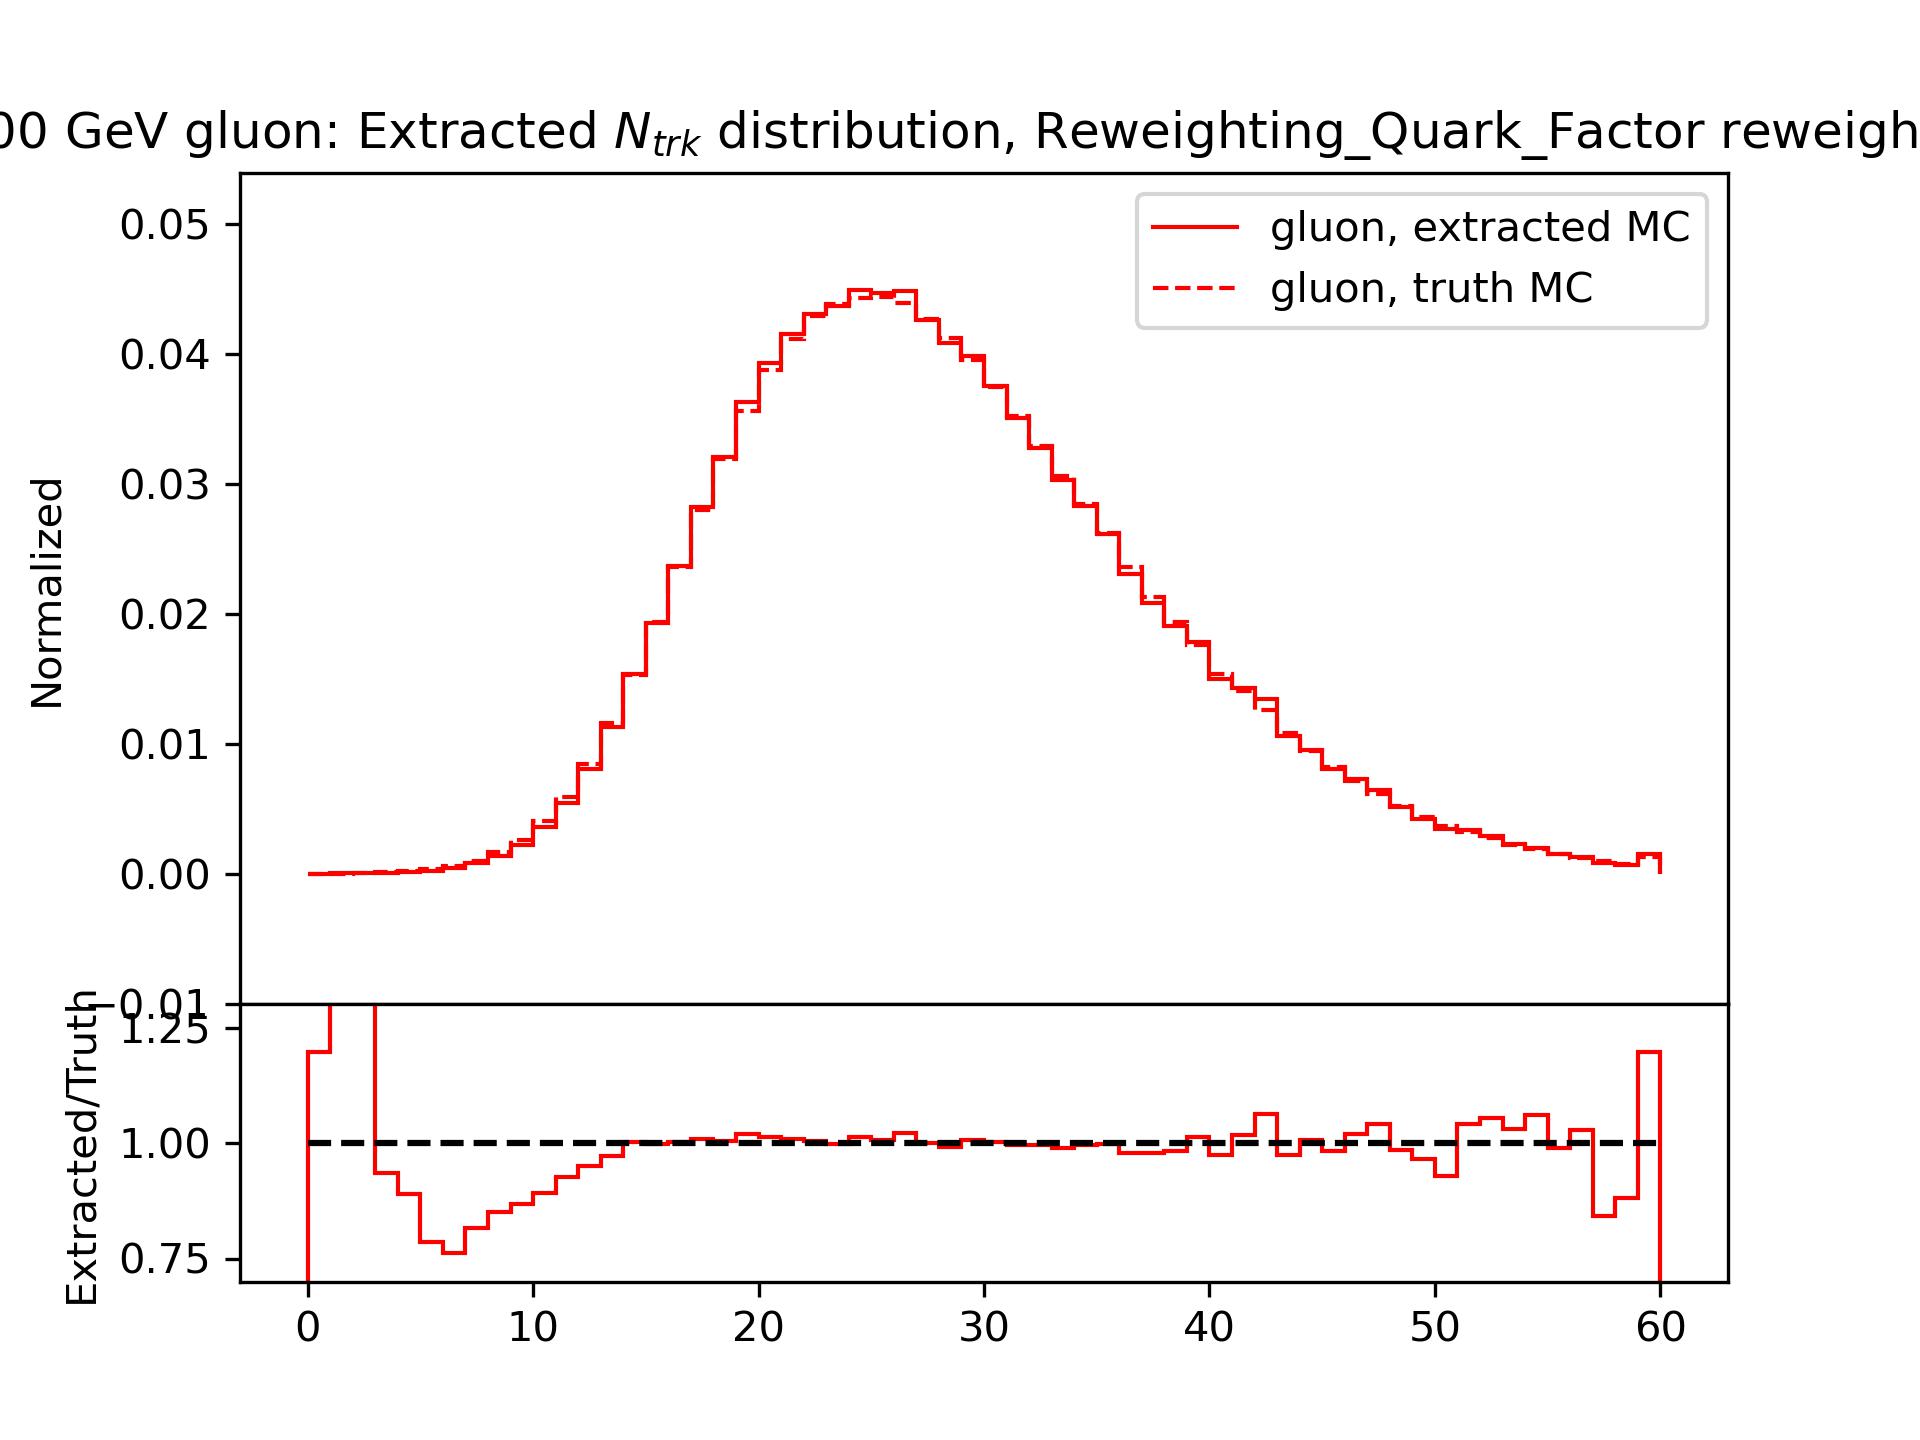 00 GeV gluon: Extracted N_trk distribution, Reweighting_Quark_Factor reweigh
gluon, extracted MC
gluon, truth MC
Normalized
0.05
0.04
0.03
0.02
0.01
0.00
−0.01
Extracted/Truth
1.25
1.00
0.75
0 10 20 30 40 50 60